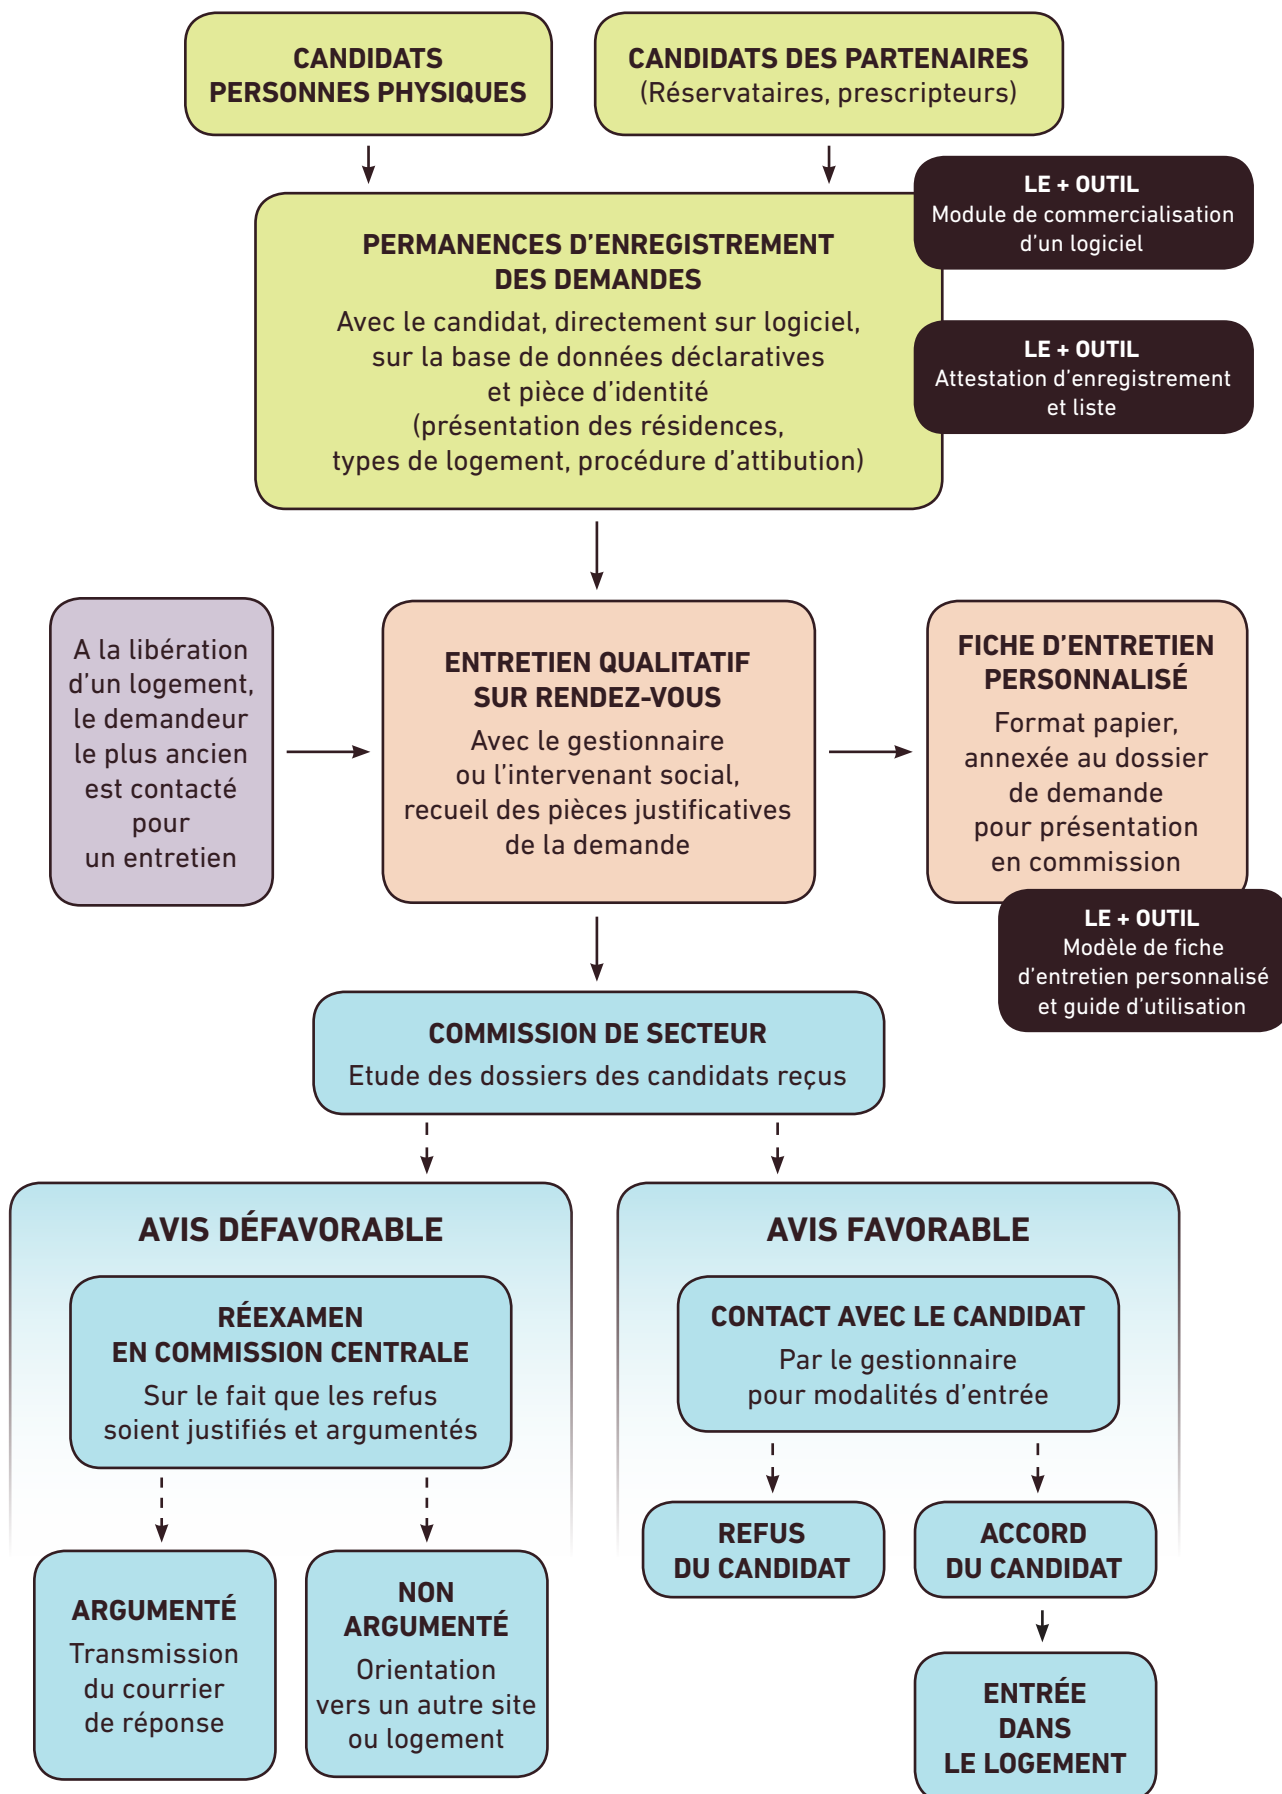 CANDIDATS
PERSONNES PHYSIQUES
CANDIDATS DES PARTENAIRES
(Réservataires, prescripteurs)
LE + OUTIL
Module de commercialisation
d'un logiciel
PERMANENCES D'ENREGISTREMENT
DES DEMANDES
Avec le candidat, directement sur logiciel,
sur la base de données déclaratives
et pièce d'identité
(présentation des résidences,
types de logement, procédure d'attibution)
LE + OUTIL
Attestation d'enregistrement
et liste
A la libération
d'un logement,
le demandeur
le plus ancien
est contacté
pour
un entretien
ENTRETIEN QUALITATIF
SUR RENDEZ-VOUS
Avec le gestionnaire
ou l'intervenant social,
recueil des pièces justificatives
de la demande
FICHE D'ENTRETIEN
PERSONNALISÉ
Format papier,
annexée au dossier
de demande
pour présentation
en commission
LE + OUTIL
Modèle de fiche
d'entretien personnalisé
et guide d'utilisation
COMMISSION DE SECTEUR
Etude des dossiers des candidats reçus
AVIS DÉFAVORABLE
RÉEXAMEN
EN COMMISSION CENTRALE
Sur le fait que les refus
soient justifiés et argumentés
ARGUMENTÉ
Transmission
du courrier
de réponse
NON
ARGUMENTÉ
Orientation
vers un autre site
ou logement
AVIS FAVORABLE
CONTACT AVEC LE CANDIDAT
Par le gestionnaire
pour modalités d'entrée
REFUS
DU CANDIDAT
ACCORD
DU CANDIDAT
ENTRÉE
DANS
LE LOGEMENT